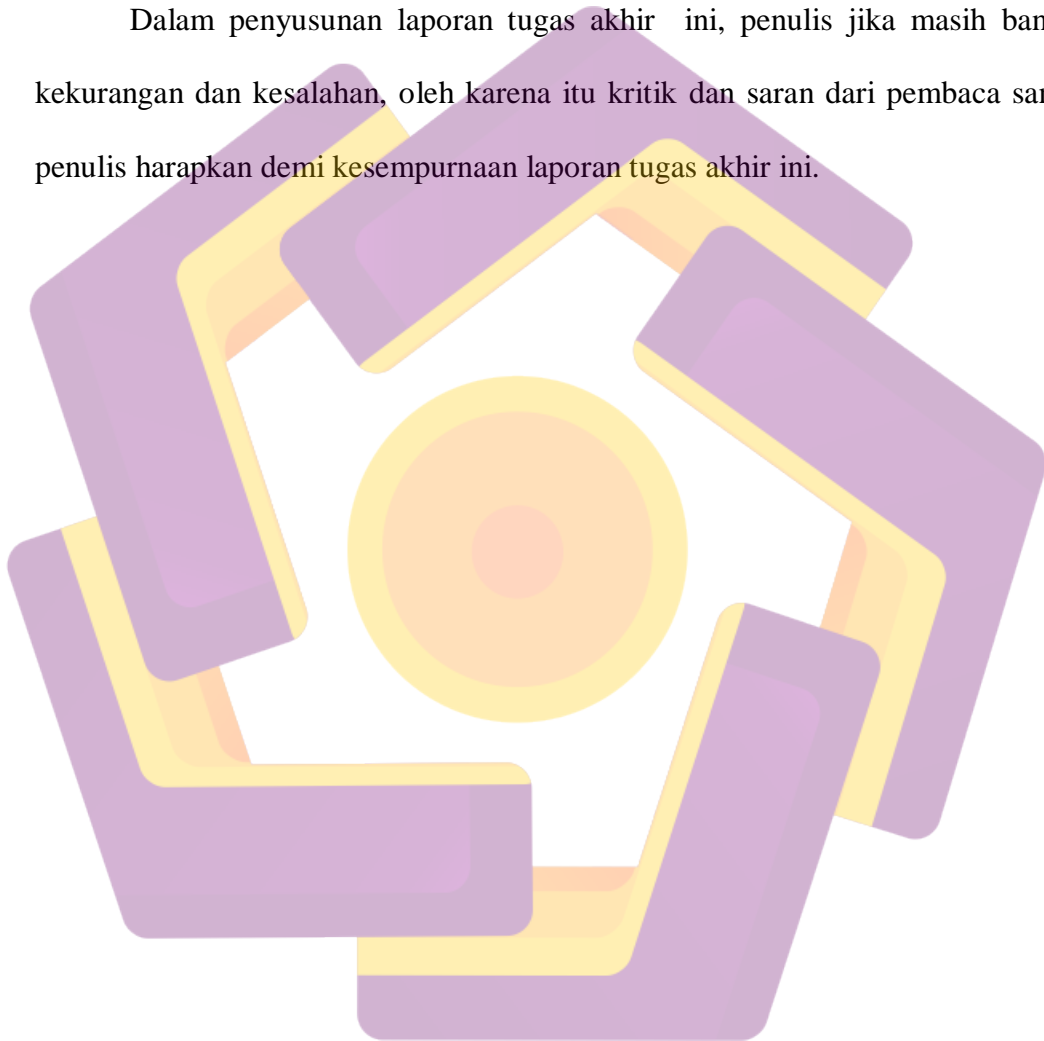 Dalam penyusunan laporan tugas akhir ini, penulis jika masih ban
kekurangan dan kesalahan, oleh karena itu kritik dan saran dari pembaca san
penulis harapkan demi kesempurnaan laporan tugas akhir ini.